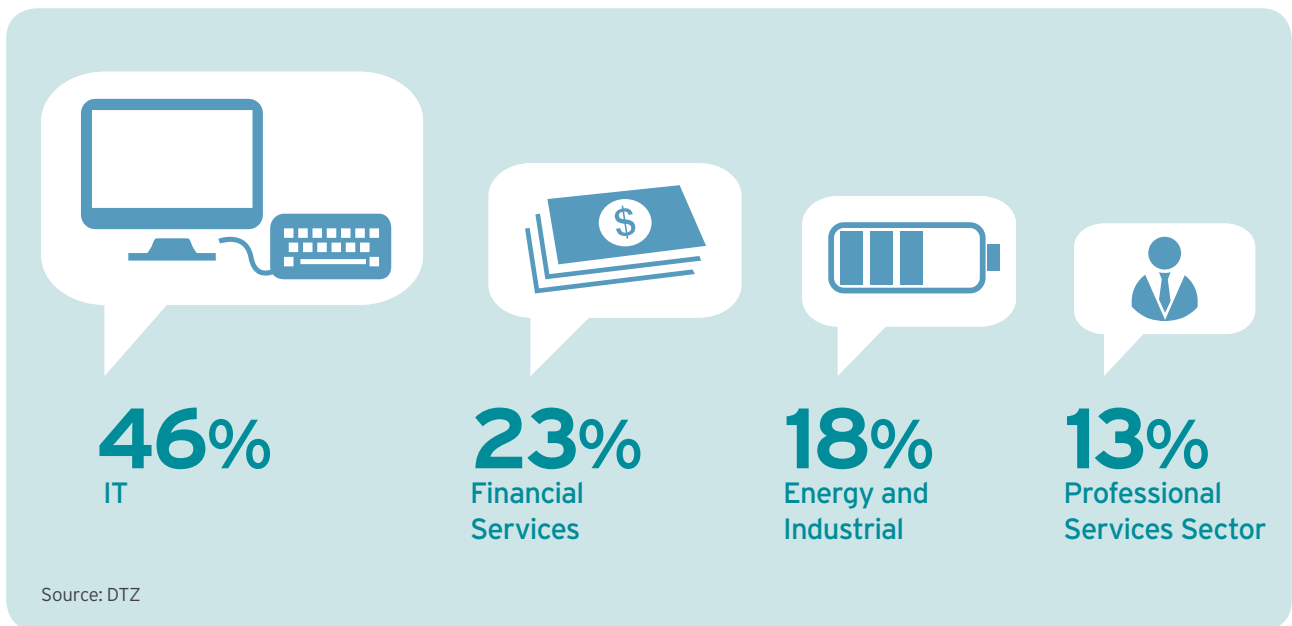 $
46%
IT
23%
Financial
Services
18%
Energy and
Industrial
13%
Professional
Services Sector
Source: DTZ